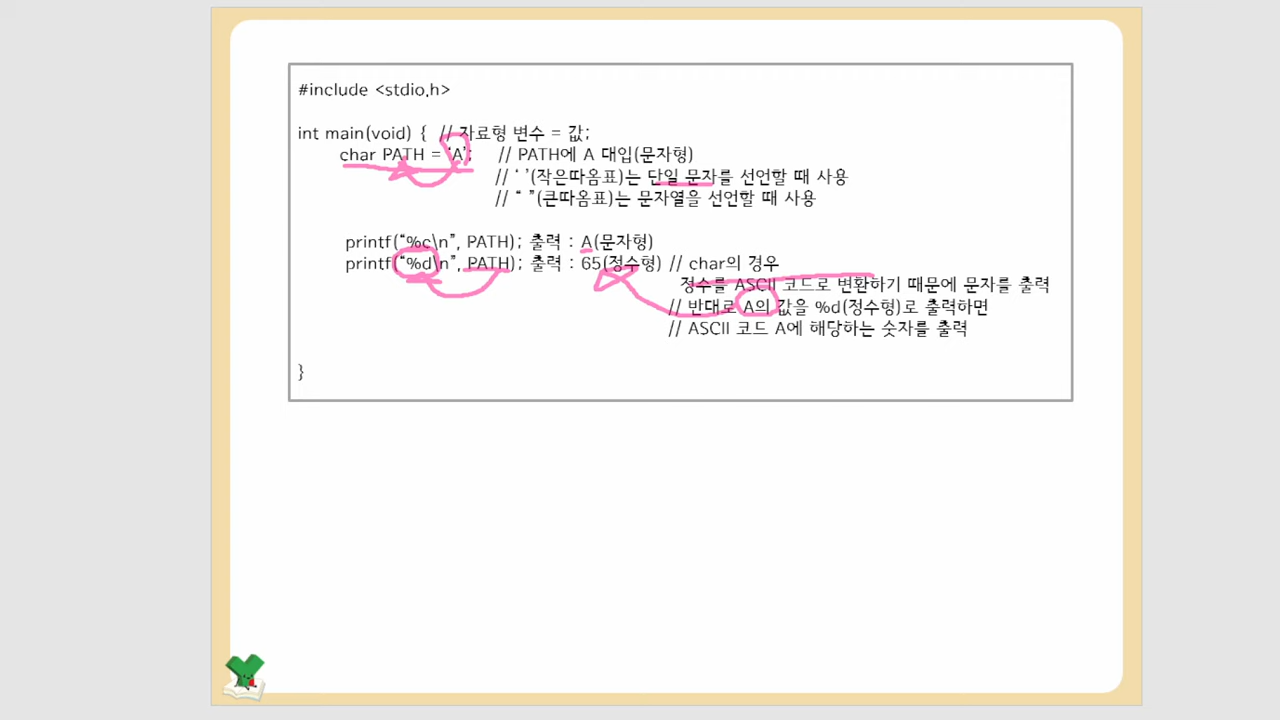 #include <stdio.h>
int main(void) {  // 자료형 변수 = 값;
char PATH = ‘A’;  // PATH에 A 대입(문자형)
// ‘ ’(작은따옴표)는 단일 문자를 선언할 때 사용
// “ ”(큰따옴표)는 문자열을 선언할 때 사용
printf(“%c\n”, PATH); 출력 : A(문자형)
printf(“%d\n”, PATH); 출력 : 65(정수형) // char의 경우
정수를 ASCII 코드로 변환하기 때문에 문자를 출력
// 반대로 A의 값을 %d(정수형)로 출력하면
// ASCII 코드 A에 해당하는 숫자를 출력
}